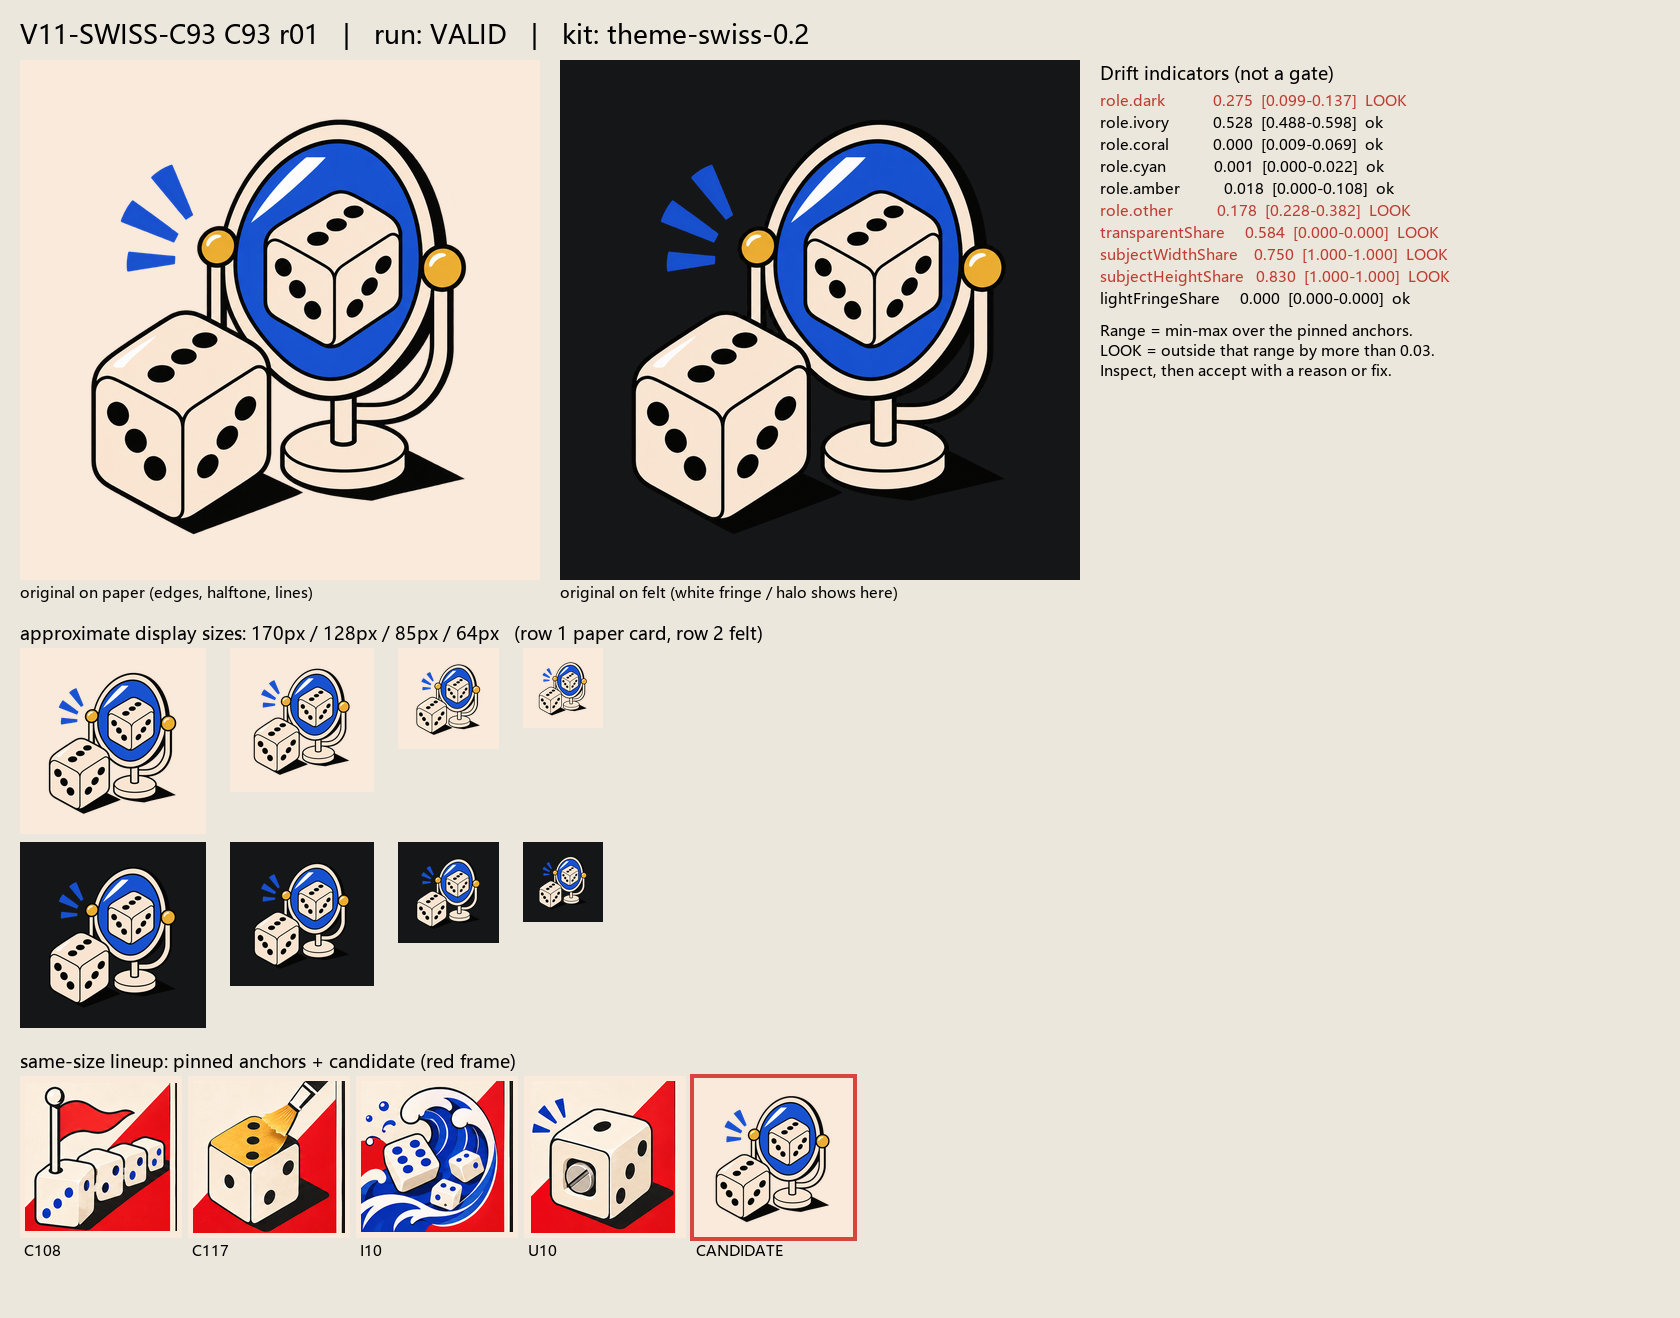 V11-SWISS-C93 C93 r01 | run: VALID | kit: theme-swiss-0.2
Drift indicators (not a gate)
role.dark 0.275 [0.099-0.137] LOOK
role.ivory 0.528 [0.488-0.598] ok
role.coral 0.000 [0.009-0.069] ok
role.cyan 0.001 [0.000-0.022] ok
role.amber 0.018 [0.000-0.108] ok
role.other 0.178 [0.228-0.382] LOOK
transparentShare 0.584 [0.000-0.000] LOOK
subjectWidthShare 0.750 [1.000-1.000] LOOK
subjectHeightShare 0.830 [1.000-1.000] LOOK
lightFringeShare 0.000 [0.000-0.000] ok
Range = min-max over the pinned anchors.
LOOK = outside that range by more than 0.03.
Inspect, then accept with a reason or fix.
original on paper (edges, halftone, lines)
original on felt (white fringe / halo shows here)
approximate display sizes: 170px / 128px / 85px / 64px (row 1 paper card, row 2 felt)
same-size lineup: pinned anchors + candidate (red frame)
C108
C117
I10
U10
CANDIDATE